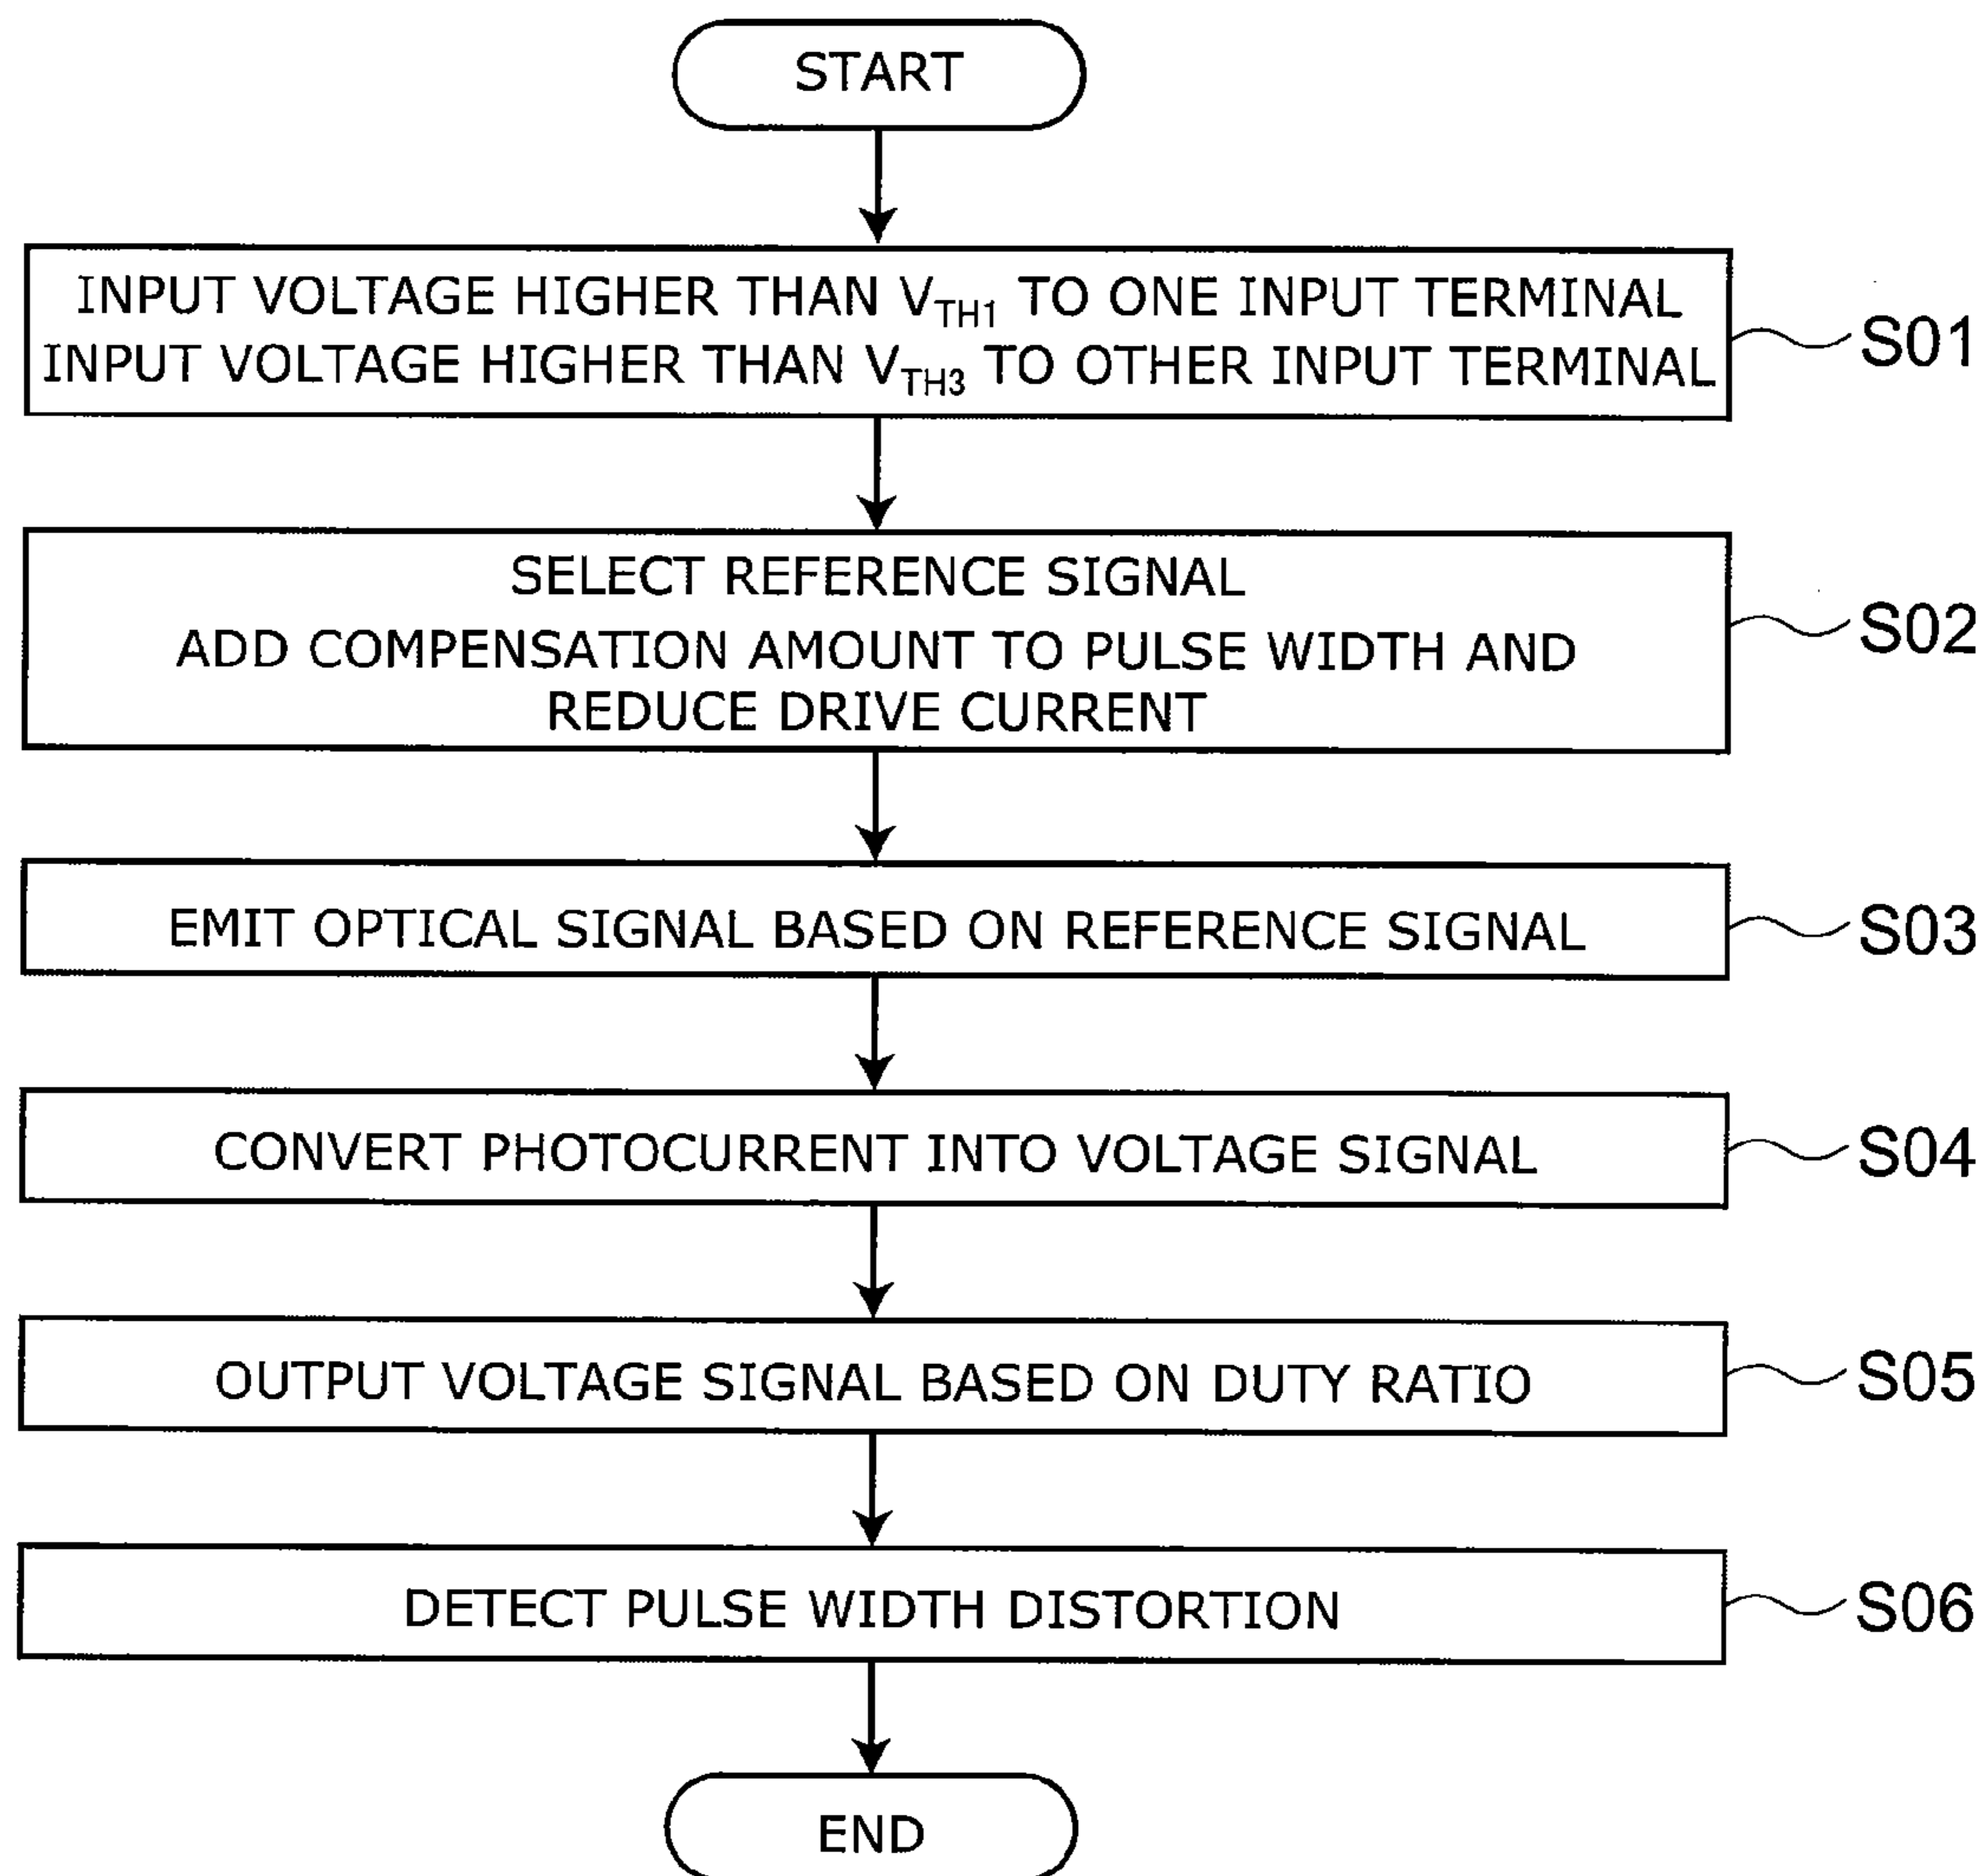 START
INPUT VOLTAGE HIGHER THAN VTH1 TO ONE INPUT TERMINAL
INPUT VOLTAGE HIGHER THAN VTH3 TO OTHER INPUT TERMINAL
S01
SELECT REFERENCE SIGNAL
ADD COMPENSATION AMOUNT TO PULSE WIDTH AND
REDUCE DRIVE CURRENT
S02
EMIT OPTICAL SIGNAL BASED ON REFERENCE SIGNAL
S03
CONVERT PHOTOCURRENT INTO VOLTAGE SIGNAL
S04
OUTPUT VOLTAGE SIGNAL BASED ON DUTY RATIO
S05
DETECT PULSE WIDTH DISTORTION
S06
END